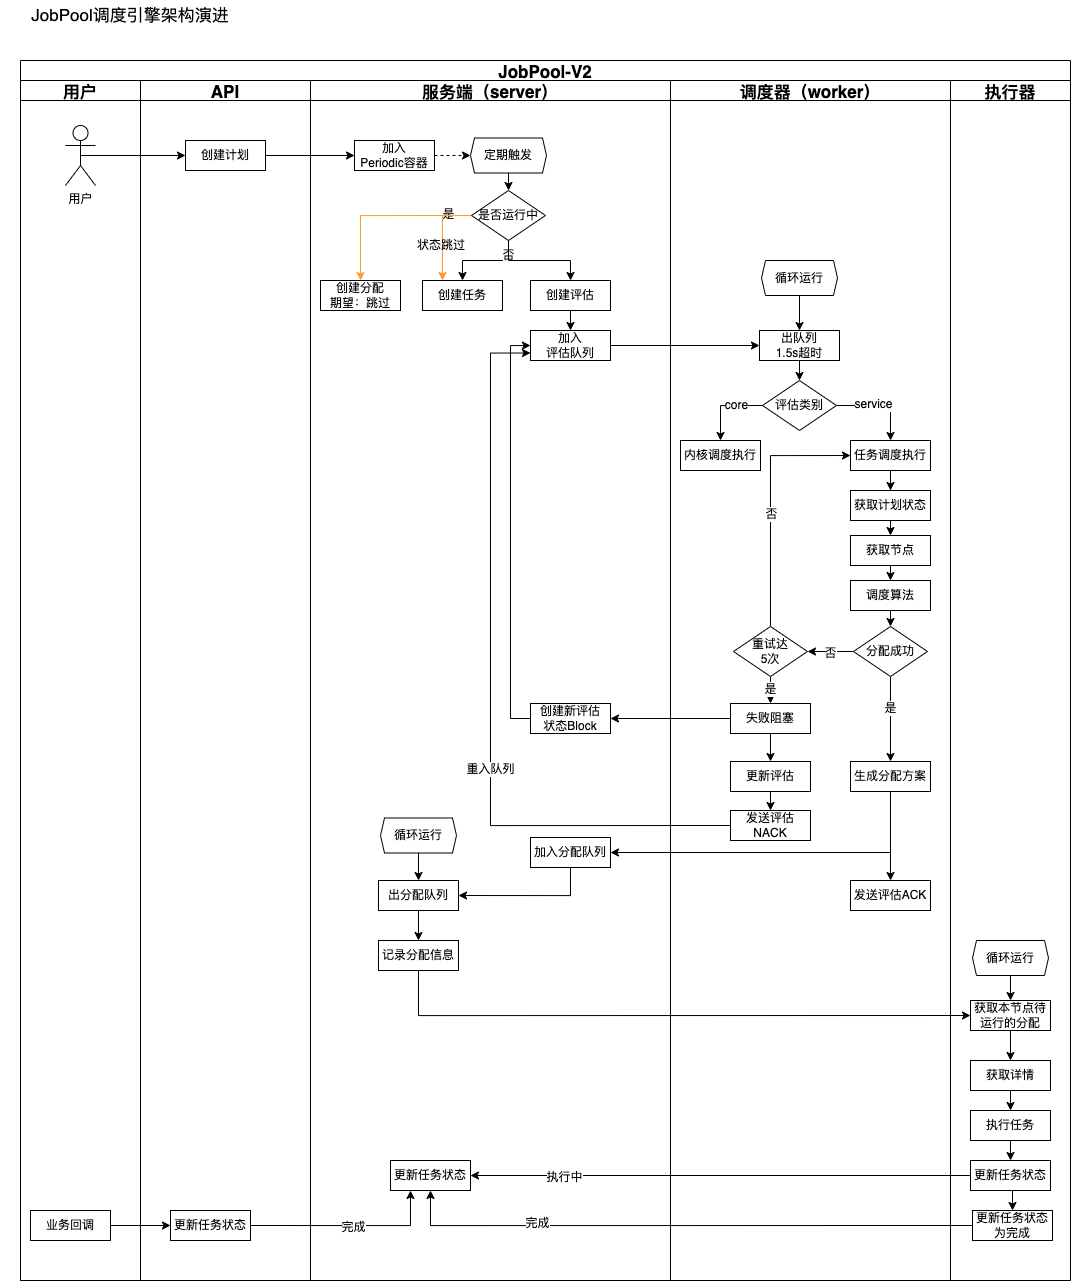 JobPool调度引擎架构演进
JobPool-V2
用户
API
服务端（server）
调度器（worker）
执行器
用户
创建计划
加入
Periodic容器
定期触发
是否运行中
是
状态跳过
否
创建分配
期望：跳过
创建任务
创建评估
循环运行
加入
评估队列
出队列
1.5s超时
评估类别
core
service
内核调度执行
任务调度执行
获取计划状态
否
获取节点
调度算法
重试达
5次
否
分配成功
是
是
创建新评估
状态Block
失败阻塞
重入队列
更新评估
生成分配方案
发送评估
NACK
循环运行
加入分配队列
出分配队列
发送评估ACK
记录分配信息
循环运行
获取本节点待
运行的分配
获取详情
执行任务
更新任务状态
执行中
更新任务状态
业务回调
更新任务状态
完成
完成
更新任务状态
为完成